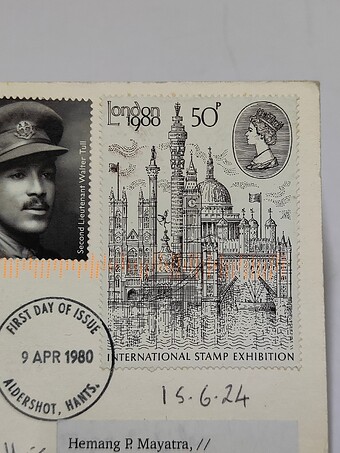 London
1980
50P
Second Lieutenant Walter Tull
INTERNATIONAL STAMP EXHIBITION
FIRST DAY OF ISSUE
9 APR 1980
ALDERSHOT, HANTS.
15.6.24
Hemang P. Mayatra, //